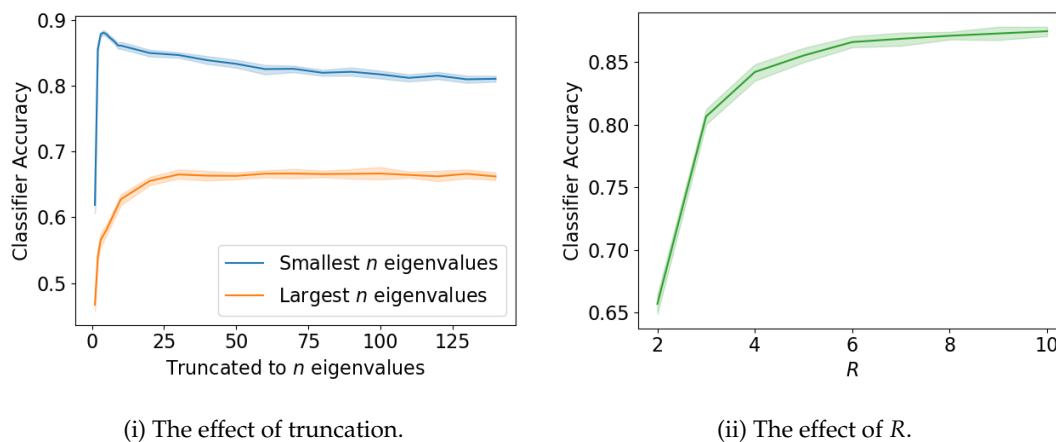 0.9
0.8
0.7
0.6
0.5
Classifier Accuracy
Smallest n eigenvalues
Largest n eigenvalues
0 25 50 75 100 125
Truncated to n eigenvalues
(i) The effect of truncation.
0.85
0.80
0.75
0.70
0.65
Classifier Accuracy
2 4 6 8 10
R
(ii) The effect of R.